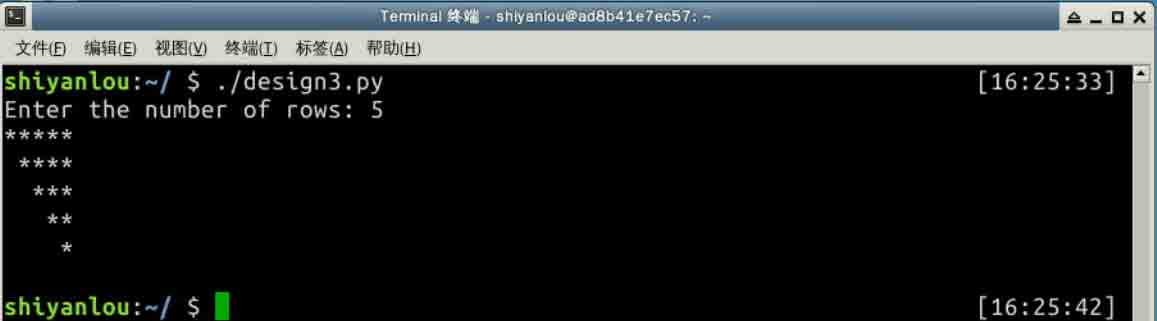 Terminal 终端 - shiyanlou@ad8b41e7ec57: ~
文件(F) 编辑(E) 视图(V) 终端(T) 标签(A) 帮助(H)
shiyanlou:~/ $ ./design3.py [16:25:33]
Enter the number of rows: 5
*****
 ****
  ***
   **
    *
shiyanlou:~/ $ [16:25:42]